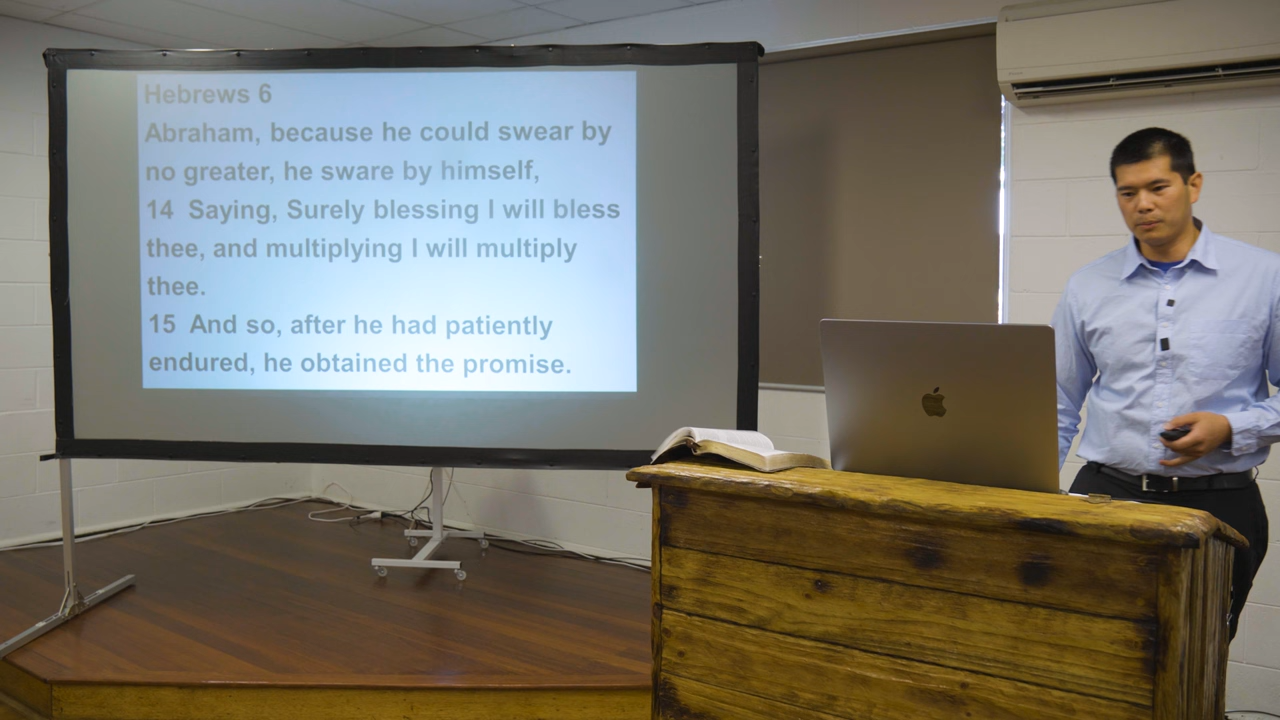 Hebrews 6
Abraham, because he could swear by
no greater, he sware by himself,
14 Saying, Surely blessing I will bless
thee, and multiplying I will multiply
thee.
15 And so, after he had patiently
endured, he obtained the promise.